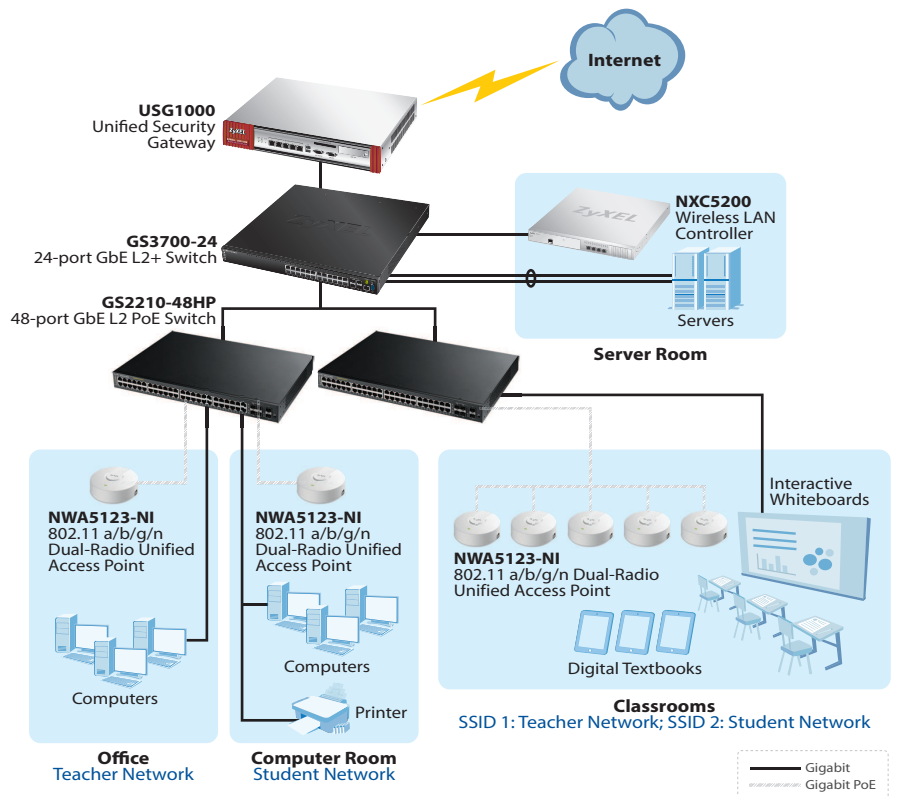 Internet
USG1000
Unified Security
Gateway
ZyXEL
GS3700-24
24-port GbE L2+ Switch
ZyXEL
ZyXEL
NXC5200
Wireless LAN
Controller
Servers
Server Room
GS2210-48HP
48-port GbE L2 PoE Switch
NWA5123-NI
802.11 a/b/g/n
Dual-Radio Unified
Access Point
Computers
Office
Teacher Network
NWA5123-NI
802.11 a/b/g/n
Dual-Radio Unified
Access Point
Computers
Printer
Computer Room
Student Network
Interactive
Whiteboards
NWA5123-NI
802.11 a/b/g/n Dual-Radio
Unified Access Point
Digital Textbooks
Classrooms
SSID 1: Teacher Network; SSID 2: Student Network
Gigabit
Gigabit PoE